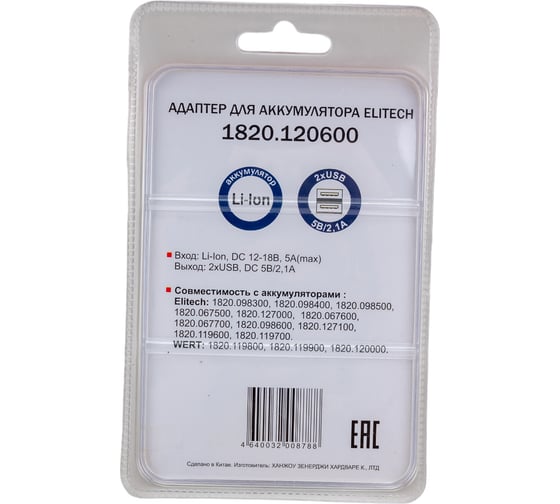 АДАПТЕР ДЛЯ АККУМУЛЯТОРА ELITECH
1820.120600
аккумулятор
Li-Ion
2xUSB
5В/2,1А
Вход: Li-Ion, DC 12-18В, 5А(max)
Выход: 2xUSB, DC 5В/2,1А
Совместимость с аккумуляторами :
Elitech: 1820.098300, 1820.098400, 1820.098500,
1820.067500, 1820.127000, 1820.067600,
1820.067700, 1820.098600, 1820.127100,
1820.119600, 1820.119700.
WERT: 1820.119800, 1820.119900, 1820.120000.
4 640032 008788
EAC
Сделано в Китае. Изготовитель: ХАНЖОУ ЗЕНЕРДЖИ ХАРДВАРЕ К., ЛТД